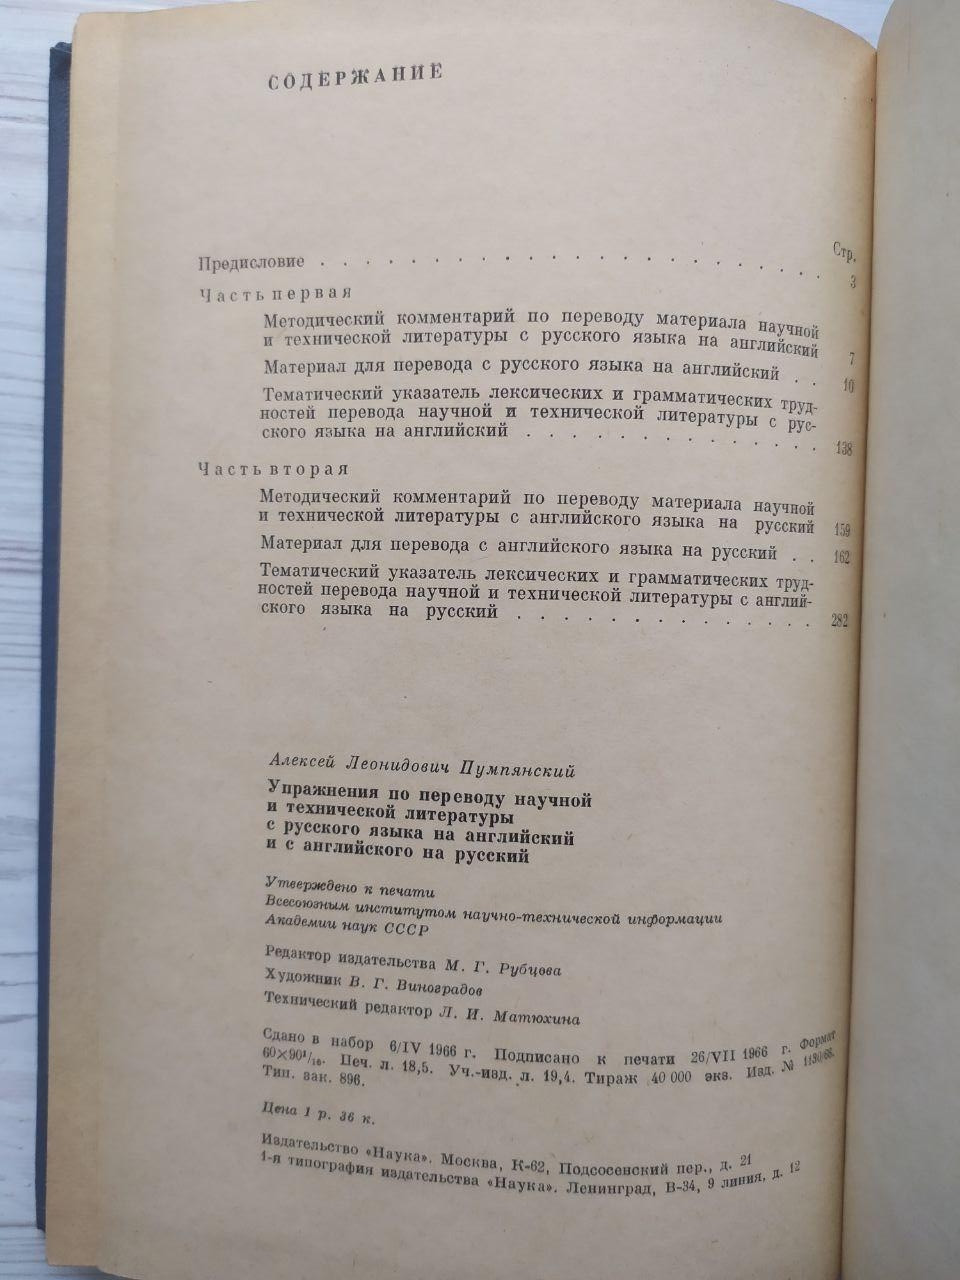 СОДЕРЖАНИЕ
Стр.
Предисловие . . . . . . . . . . . . . . . . . . 3
Часть первая
Методический комментарий по переводу материала научной
и технической литературы с русского языка на английский 7
Материал для перевода с русского языка на английский . . 10
Тематический указатель лексических и грамматических труд-
ностей перевода научной и технической литературы с рус-
ского языка на английский . . . . . . . . . . . . . 138
Часть вторая
Методический комментарий по переводу материала научной
и технической литературы с английского языка на русский 159
Материал для перевода с английского языка на русский . . 162
Тематический указатель лексических и грамматических труд-
ностей перевода научной и технической литературы с англий-
ского языка на русский . . . . . . . . . . . . . . 282
Алексей Леонидович Пумпянский
Упражнения по переводу научной
и технической литературы
с русского языка на английский
и с английского на русский
Утверждено к печати
Всесоюзным институтом научно-технической информации
Академии наук СССР
Редактор издательства М. Г. Рубцова
Художник В. Г. Виноградов
Технический редактор Л. И. Матюхина
Сдано в набор 6/IV 1966 г. Подписано к печати 26/VII 1966 г. Формат
60×90¹/₁₆. Печ. л. 18,5. Уч.-изд. л. 19,4. Тираж 40 000 экз. Изд. № 1130/66.
Тип. зак. 896.
Цена 1 р. 36 к.
Издательство «Наука». Москва, К-62, Подсосенский пер., д. 21
1-я типография издательства «Наука». Ленинград, В-34, 9 линия, д. 12